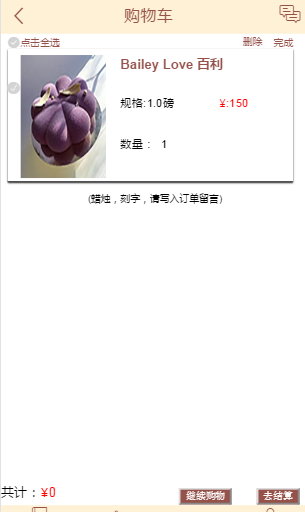 购物车
点击全选 删除 完成
Bailey Love 百利
规格:1.0磅 ¥:150
数量： 1
(蜡烛，刻字，请写入订单留言)
共计：¥0 继续购物 去结算